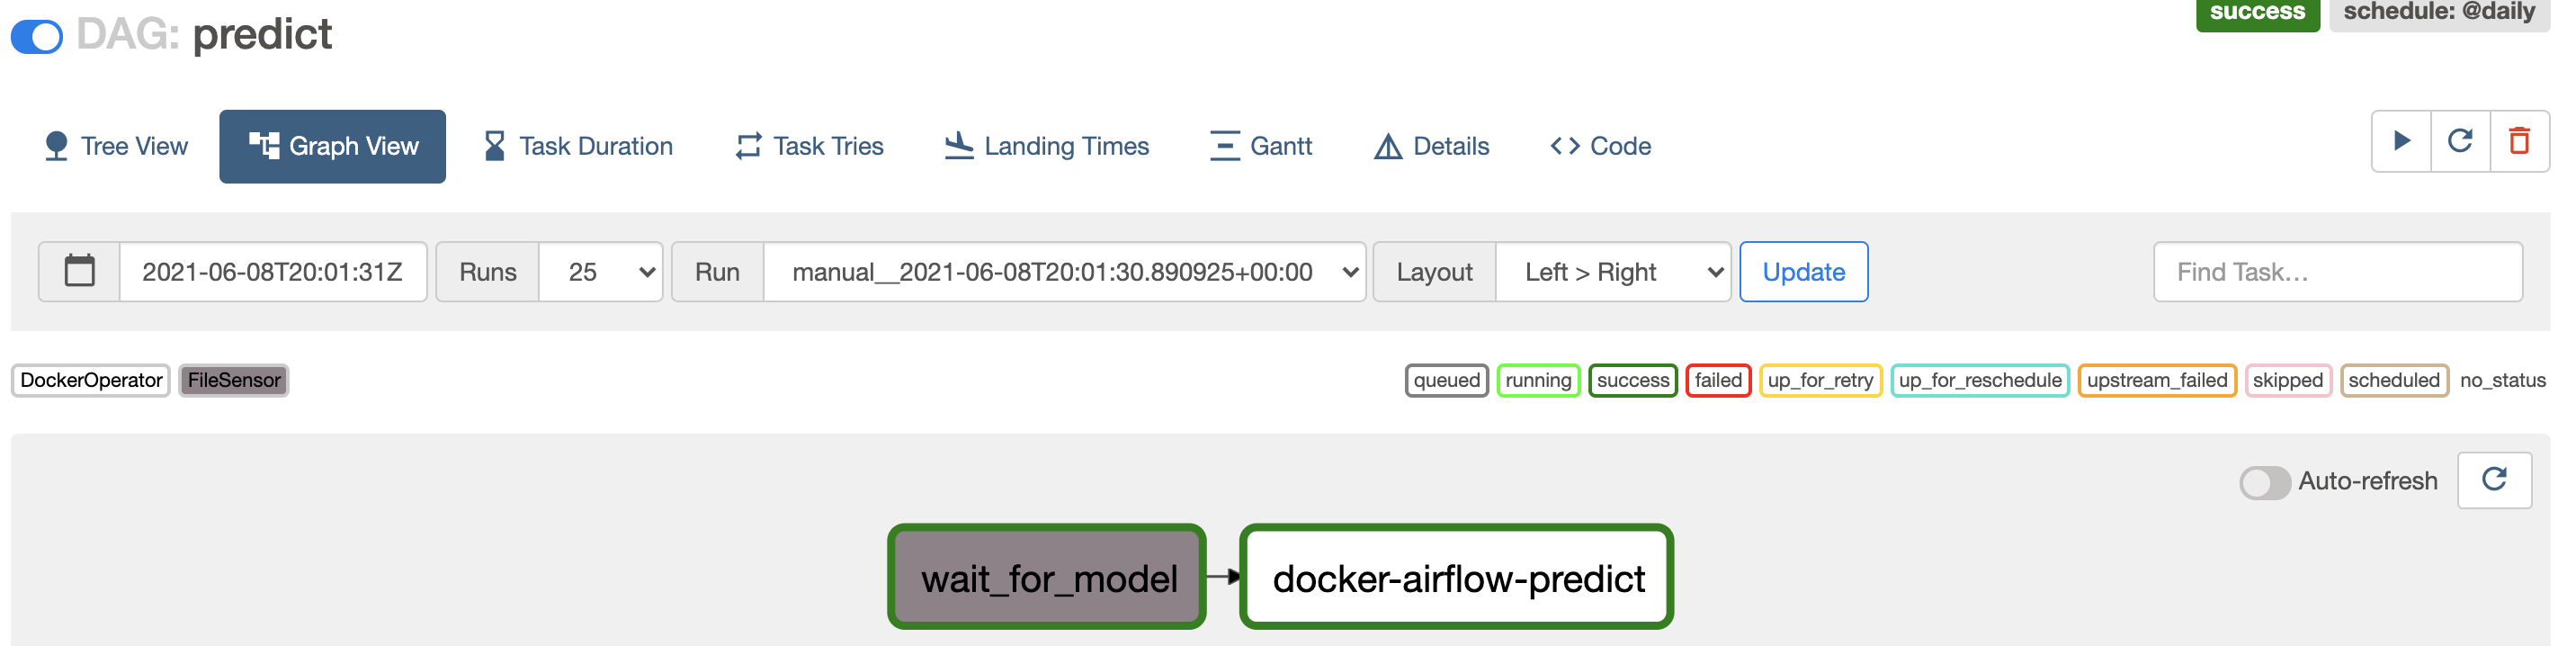 DAG: predict
success schedule: @daily
Tree View Graph View Task Duration Task Tries Landing Times Gantt Details Code
2021-06-08T20:01:31Z Runs 25 Run manual__2021-06-08T20:01:30.890925+00:00 Layout Left > Right Update Find Task…
DockerOperator FileSensor queued running success failed up_for_retry up_for_reschedule upstream_failed skipped scheduled no_status
Auto-refresh
wait_for_model docker-airflow-predict